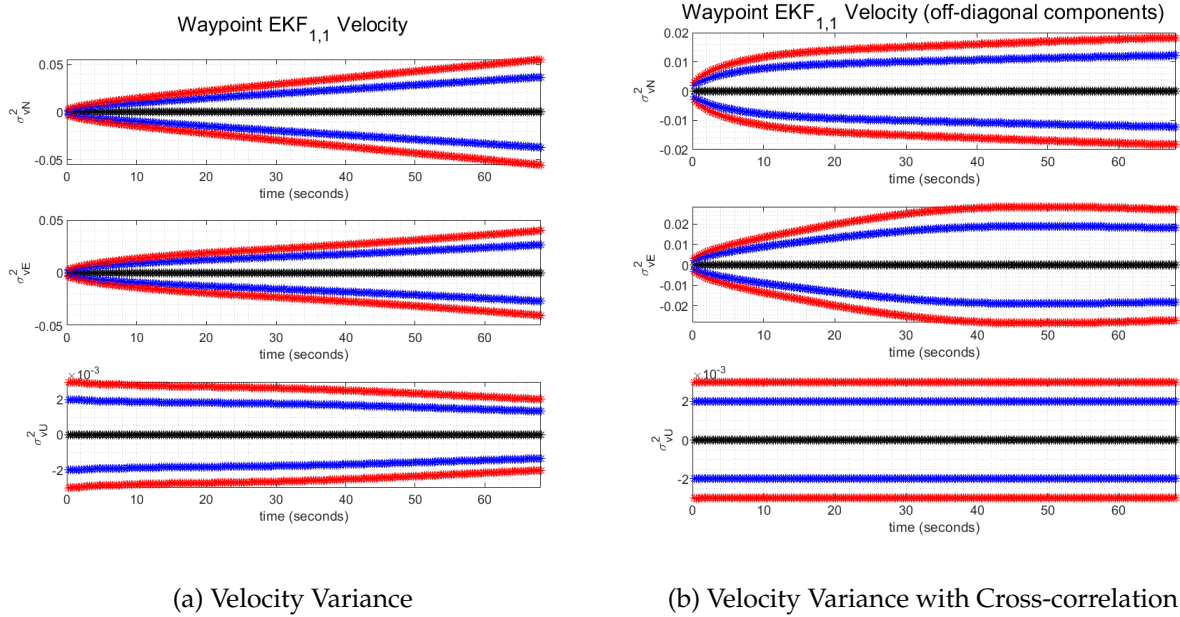 Waypoint EKF1,1 Velocity
0.05
0
-0.05
σ²vN
0 10 20 30 40 50 60
time (seconds)
0.05
0
-0.05
σ²vE
0 10 20 30 40 50 60
time (seconds)
×10-3
2
0
-2
σ²vU
0 10 20 30 40 50 60
time (seconds)
(a) Velocity Variance
Waypoint EKF1,1 Velocity (off-diagonal components)
0.02
0.01
0
-0.01
-0.02
σ²vN
0 10 20 30 40 50 60
time (seconds)
0.02
0.01
0
-0.01
-0.02
σ²vE
0 10 20 30 40 50 60
time (seconds)
×10-3
2
0
-2
σ²vU
0 10 20 30 40 50 60
time (seconds)
(b) Velocity Variance with Cross-correlation